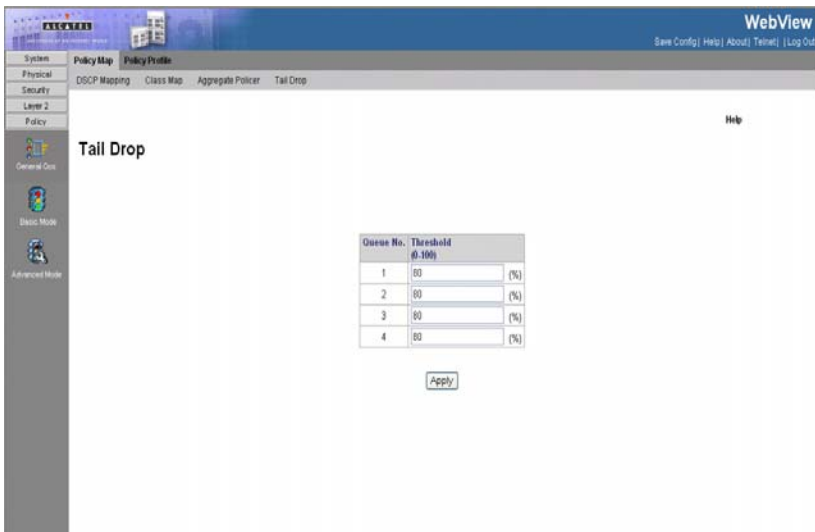 ALCATEL
WebView
Save Config | Help | About | Telnet | | Log Out
System
Physical
Security
Layer 2
Policy
General Qos
Basic Mode
Advanced Mode
Policy Map Policy Profile
DSCP Mapping Class Map Aggregate Policer Tail Drop
Help
Tail Drop
Queue No. Threshold (0-100)
1 80 (%)
2 80 (%)
3 80 (%)
4 80 (%)
Apply